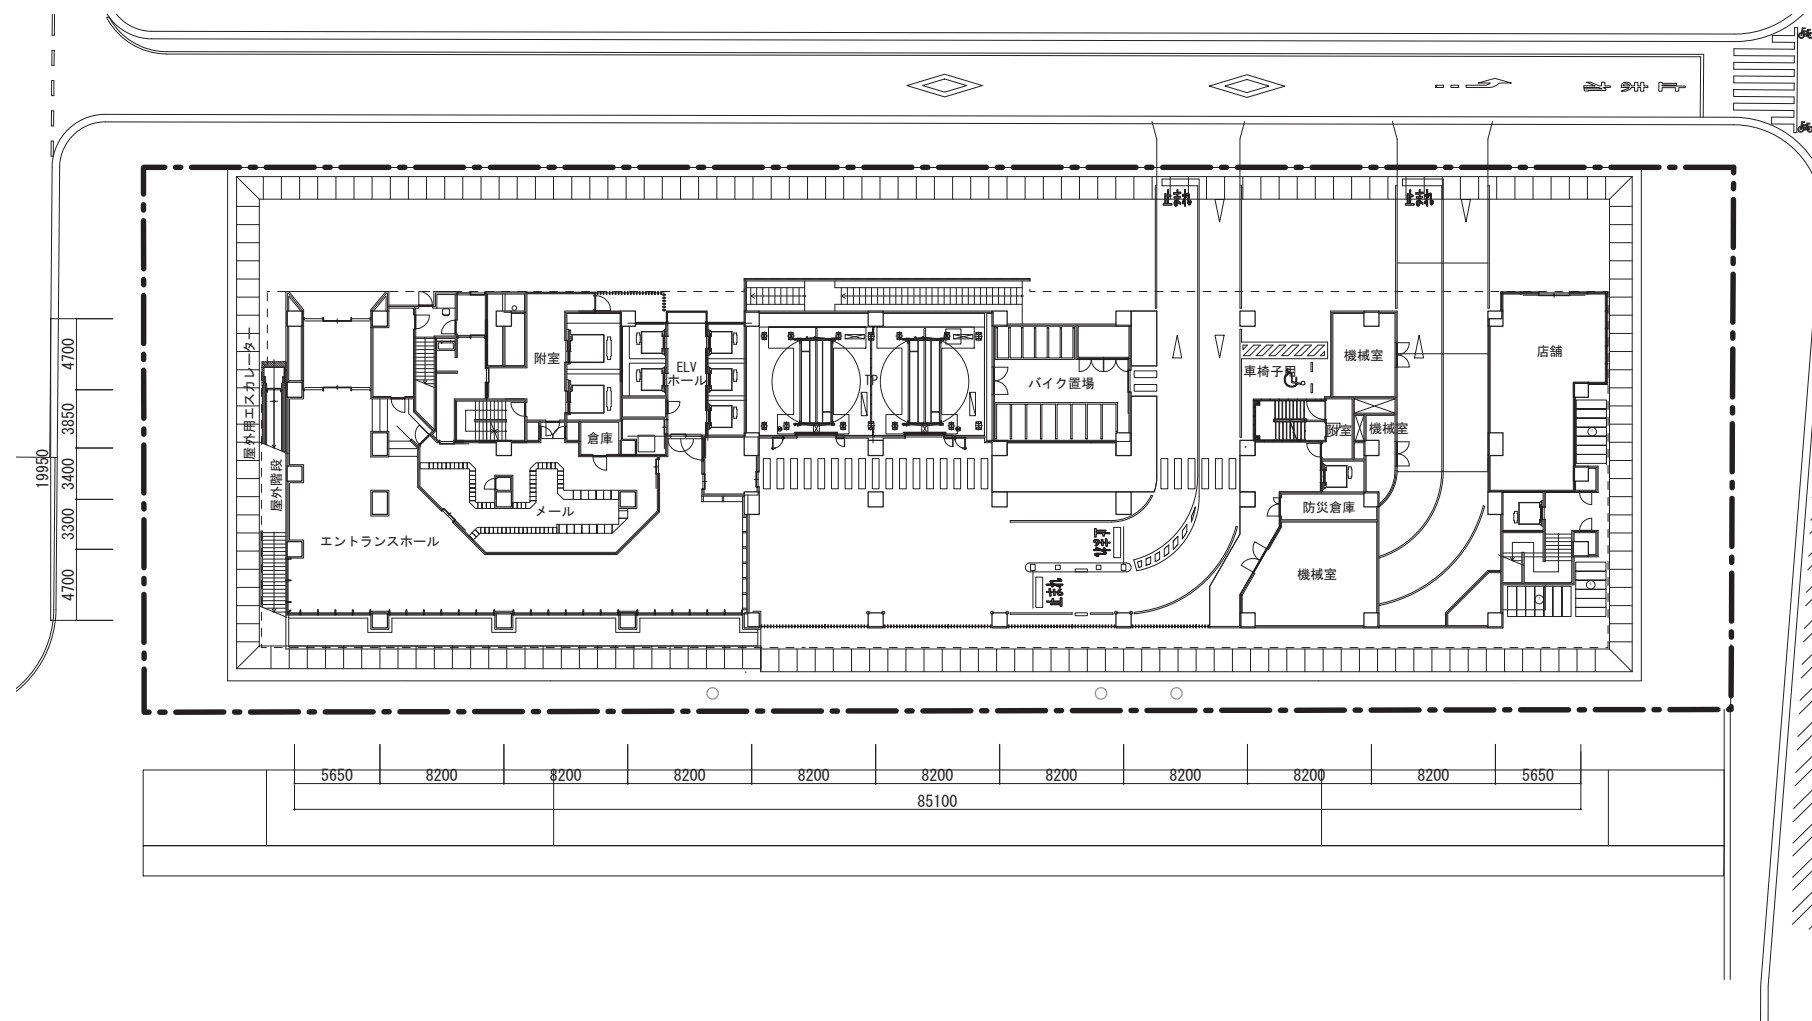 止まれ
止まれ
屋外用エスカレーター
附室
ELV
ホール
TP
バイク置場
車椅子用
機械室
店舗
倉庫
附室
機械室
屋外階段
メール
エントランスホール
防災倉庫
止まれ
機械室
止まれ
4700
3850
3400
3300
4700
19950
5650
8200
8200
8200
8200
8200
8200
8200
8200
8200
5650
85100